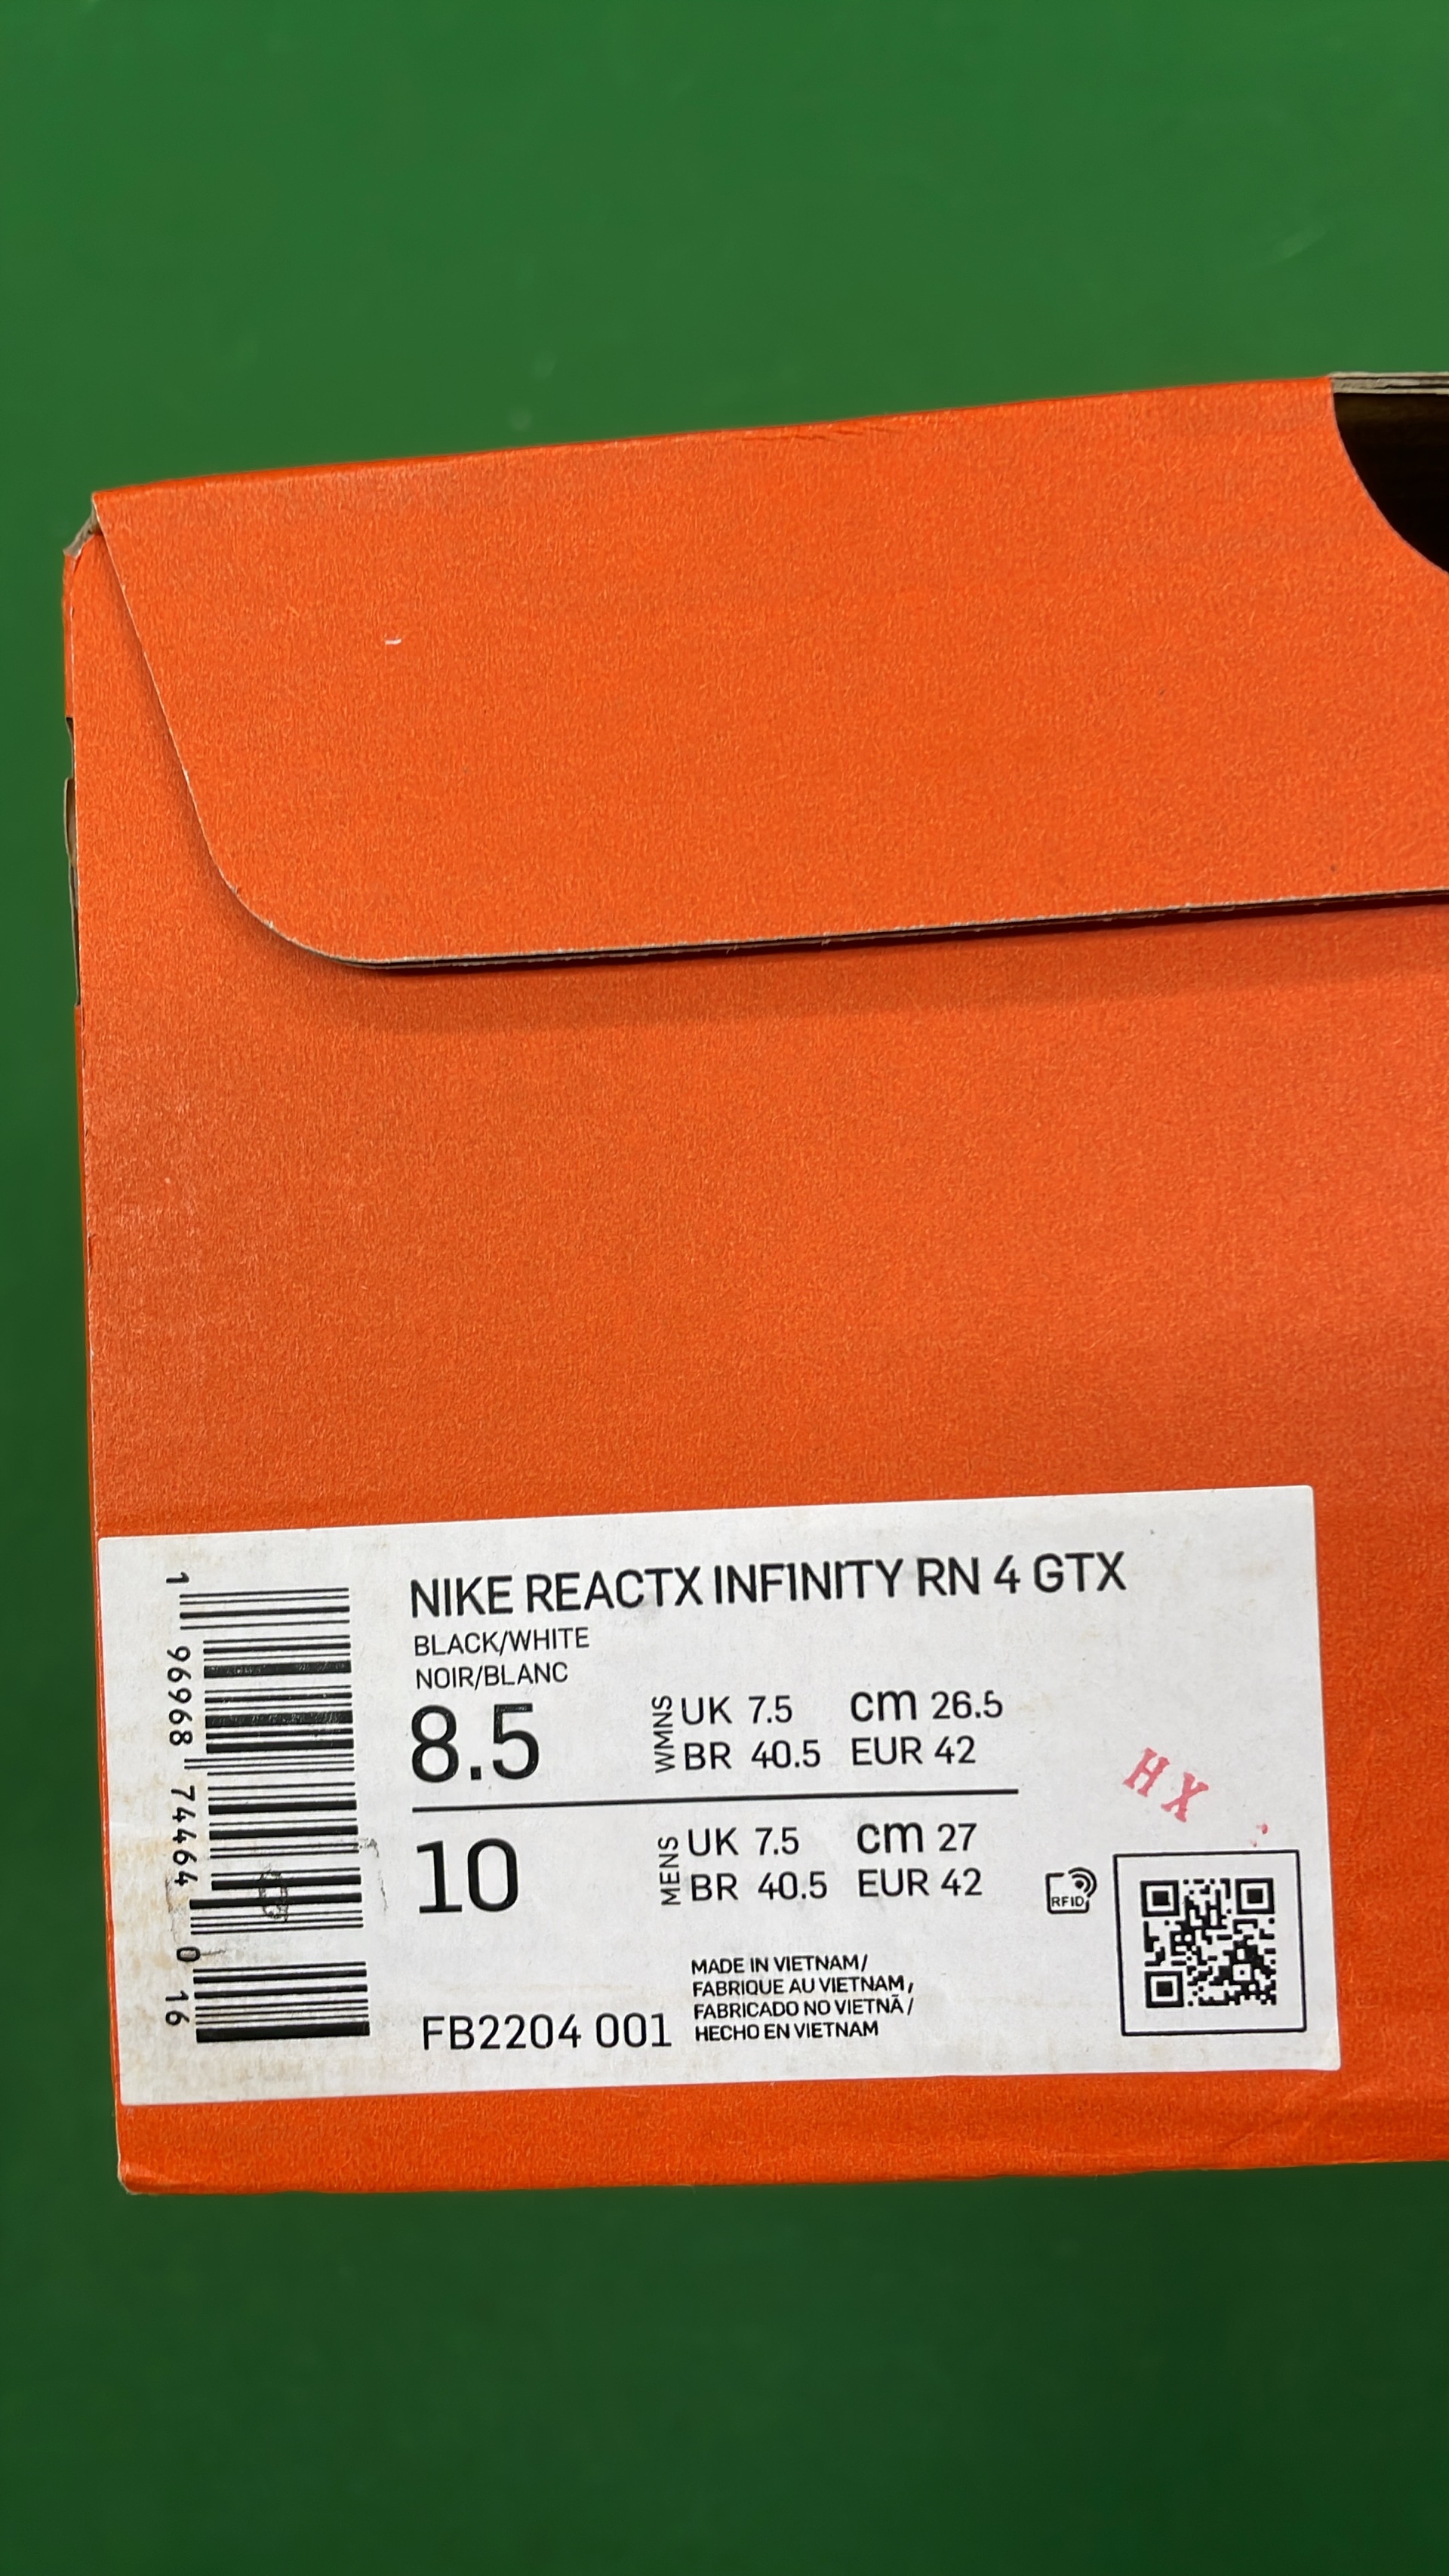 NIKE REACTX INFINITY RN 4 GTX
BLACK/WHITE
NOIR/BLANC
8.5 WMNS UK 7.5 cm 26.5
BR 40.5 EUR 42
10 MENS UK 7.5 cm 27
BR 40.5 EUR 42
HX
RFID
MADE IN VIETNAM/
FABRIQUE AU VIETNAM,
FABRICADO NO VIETNÃ /
HECHO EN VIETNAM
FB2204 001
1 96968 74464 0 16